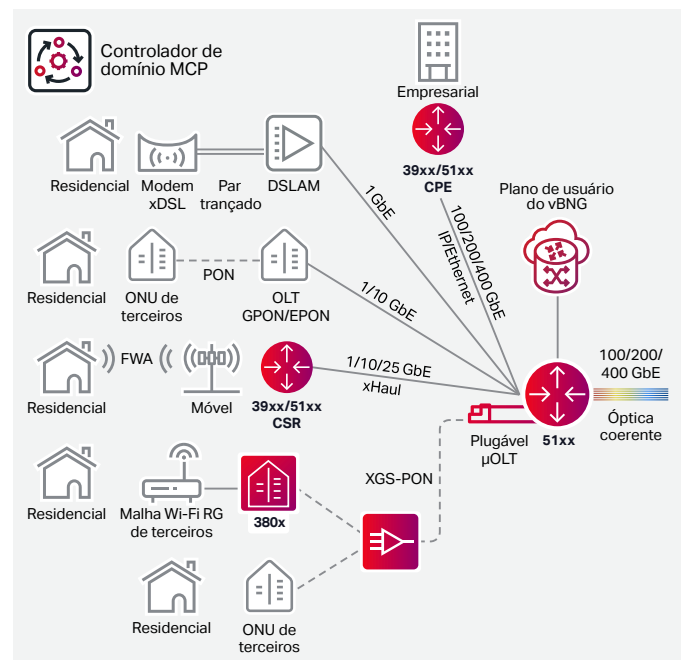 Controlador de
domínio MCP
Empresarial
39xx/51xx
CPE
Residencial
Modem
xDSL
Par
trançado
DSLAM
1 GbE
100/200/400 GbE
IP/Ethernet
Plano de usuário
do vBNG
Residencial
ONU de
terceiros
PON
OLT
GPON/EPON
1/10 GbE
Residencial
FWA
Móvel
39xx/51xx
CSR
1/10/25 GbE
xHaul
100/200/
400 GbE
Óptica
coerente
Plugável
µOLT
51xx
Residencial
Malha Wi-Fi RG
de terceiros
380x
XGS-PON
Residencial
ONU de
terceiros